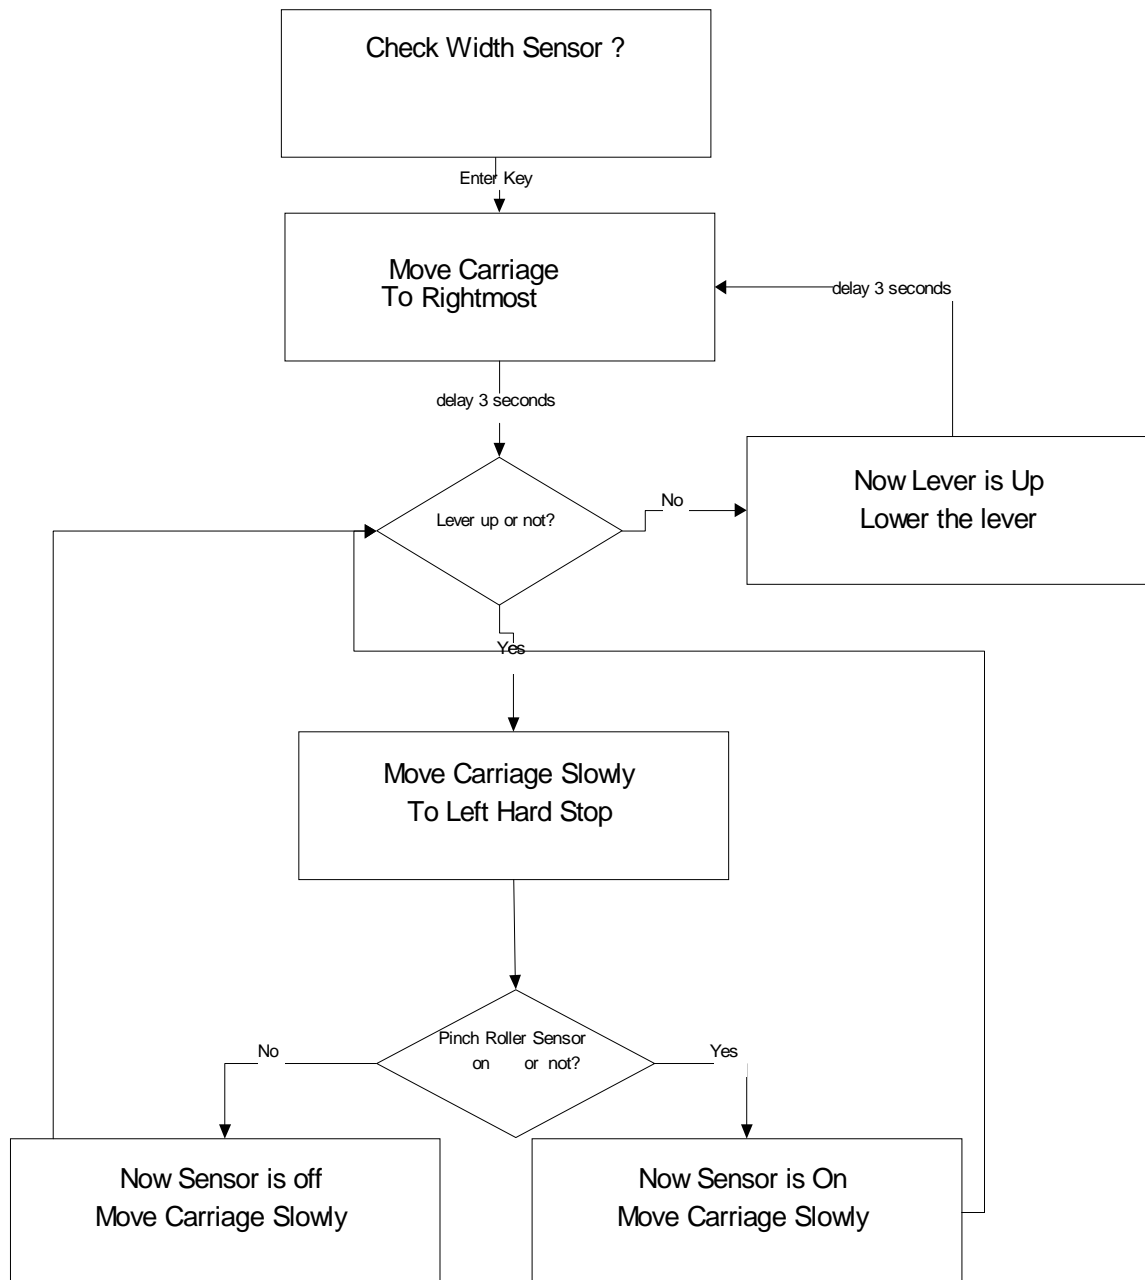 Check Width Sensor ?
Enter Key
Move Carriage
To Rightmost
delay 3 seconds
delay 3 seconds
Now Lever is Up
Lower the lever
No
Lever up or not?
Yes
Move Carriage Slowly
To Left Hard Stop
Pinch Roller Sensor
on or not?
No
Yes
Now Sensor is off
Move Carriage Slowly
Now Sensor is On
Move Carriage Slowly